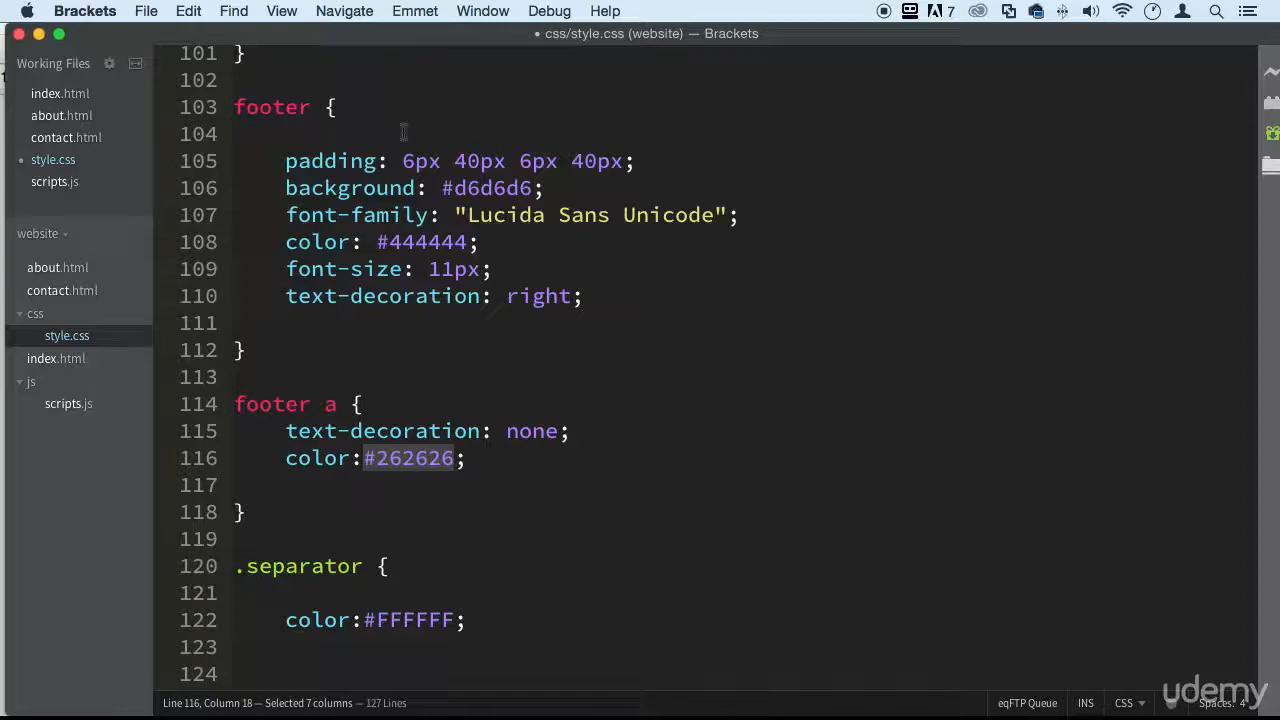 Brackets File Edit Find View Navigate Emmet Window Debug Help 7
• css/style.css (website) — Brackets
Working Files
index.html
about.html
contact.html
style.css
scripts.js
website
about.html
contact.html
css
style.css
index.html
js
scripts.js
101 }
102
103 footer {
104
105 padding: 6px 40px 6px 40px;
106 background: #d6d6d6;
107 font-family: "Lucida Sans Unicode";
108 color: #444444;
109 font-size: 11px;
110 text-decoration: right;
111
112 }
113
114 footer a {
115 text-decoration: none;
116 color:#262626;
117
118 }
119
120 .separator {
121
122 color:#FFFFFF;
123
124
Line 116, Column 18 — Selected 7 columns — 127 Lines
eqFTP Queue INS CSS Spaces: 4
udemy